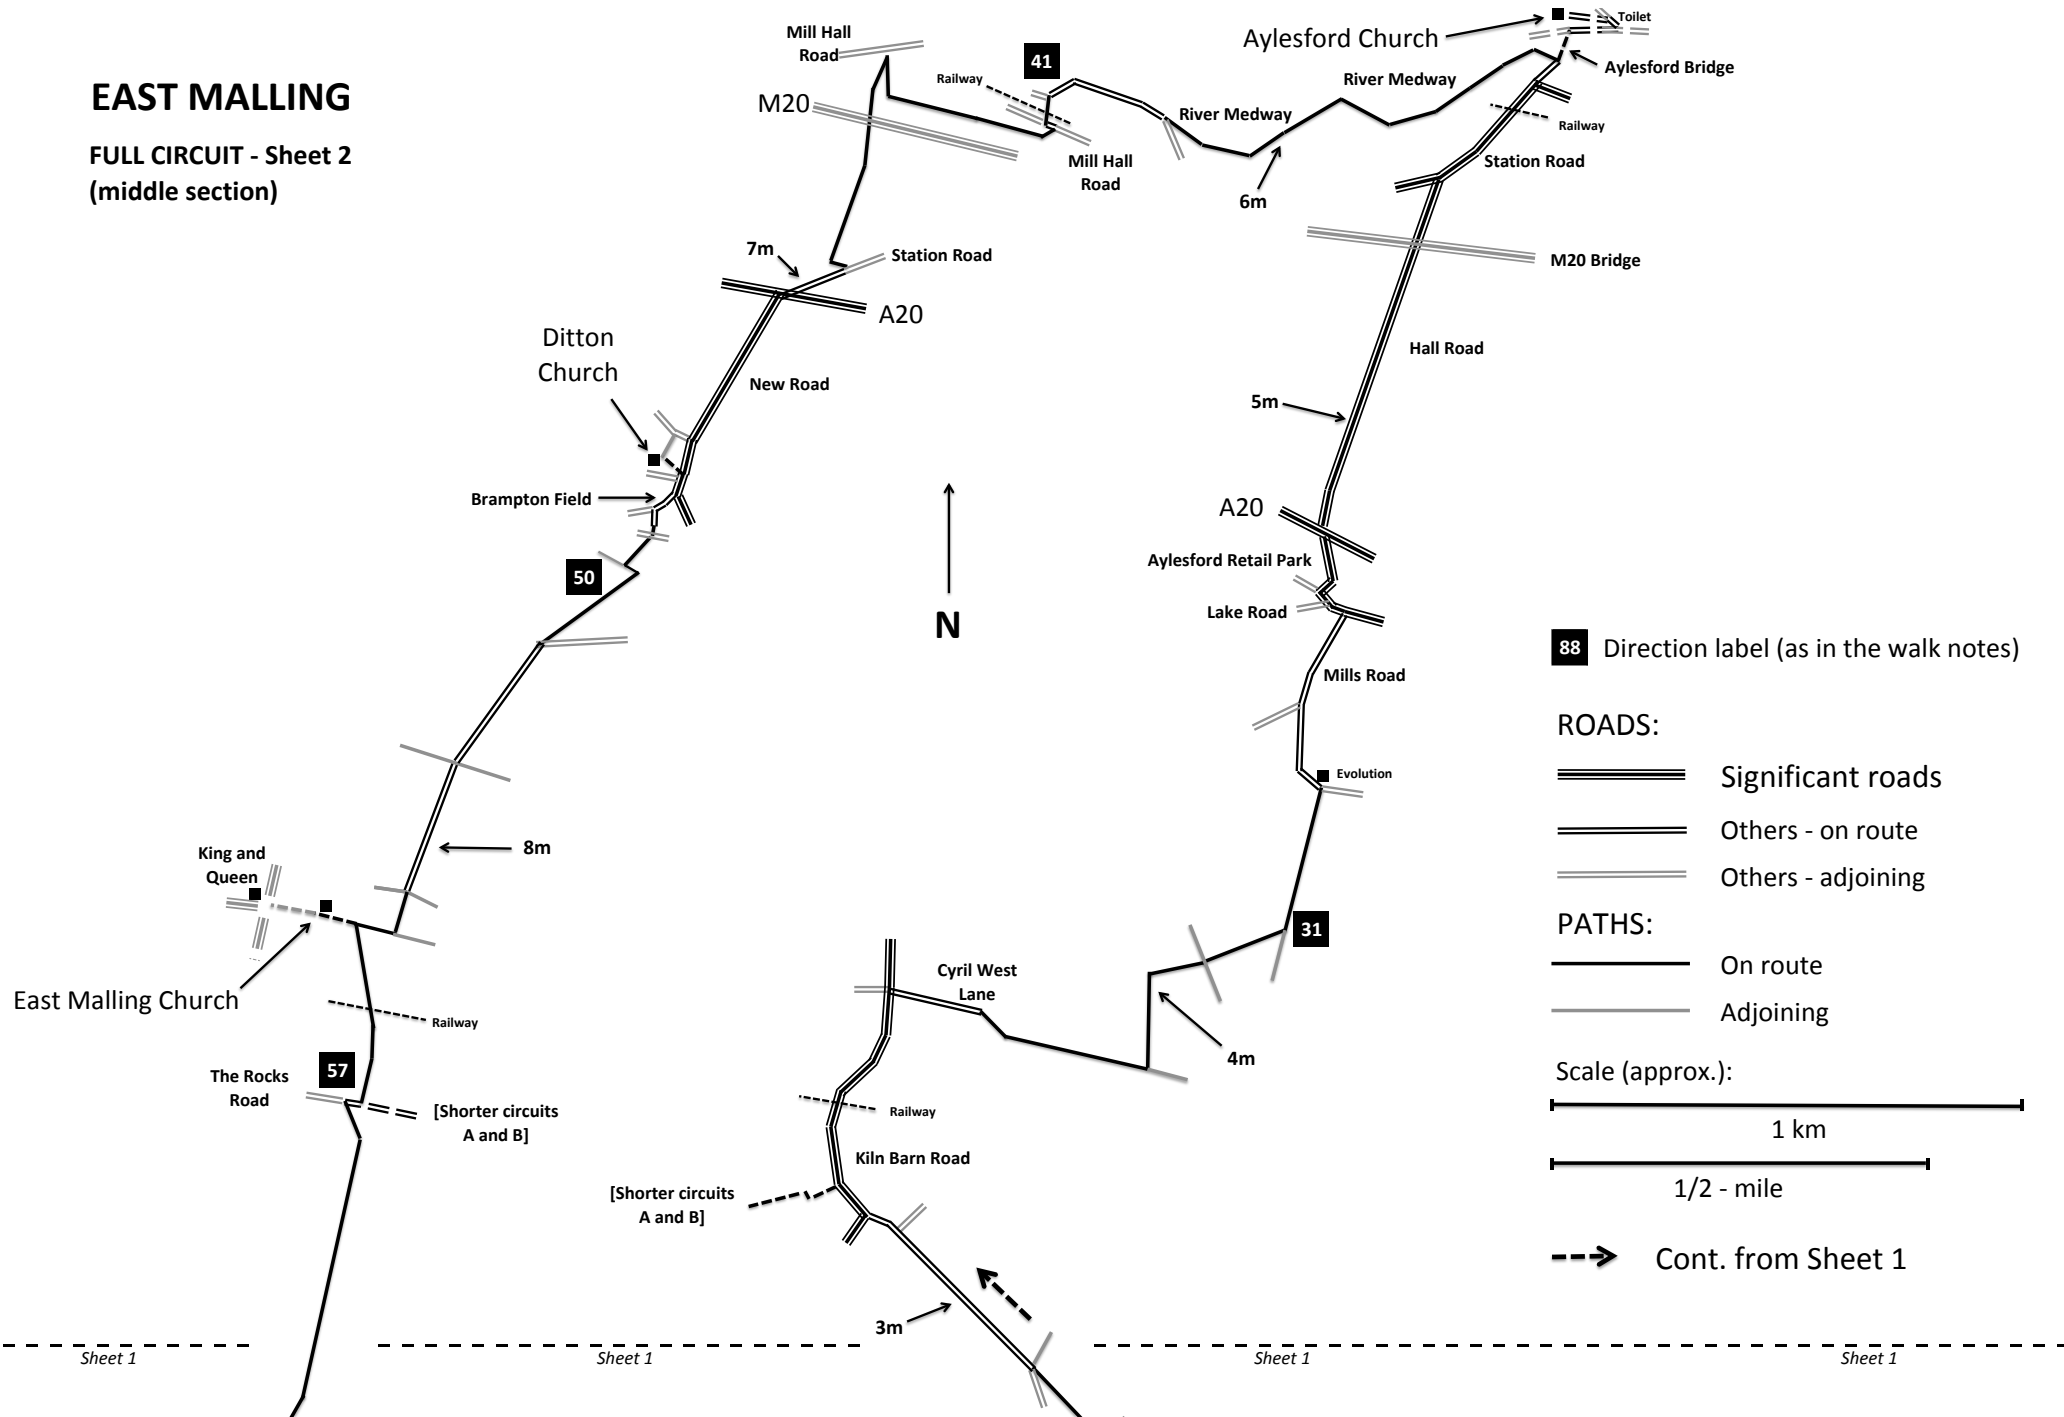 EAST MALLING
FULL CIRCUIT - Sheet 2
(middle section)
Mill Hall
Road
M20
Railway
41
Aylesford Church
Toilet
Aylesford Bridge
River Medway
River Medway
Railway
Mill Hall
Road
Station Road
6m
7m
Station Road
M20 Bridge
A20
Ditton
Church
Hall Road
New Road
5m
Brampton Field
A20
50
Aylesford Retail Park
N
Lake Road
Mills Road
Evolution
8m
King and
Queen
31
Cyril West
Lane
East Malling Church
Railway
4m
57
The Rocks
Road
[Shorter circuits
A and B]
Railway
Kiln Barn Road
[Shorter circuits
A and B]
3m
88 Direction label (as in the walk notes)
ROADS:
Significant roads
Others - on route
Others - adjoining
PATHS:
On route
Adjoining
Scale (approx.):
1 km
1/2 - mile
Cont. from Sheet 1
Sheet 1
Sheet 1
Sheet 1
Sheet 1